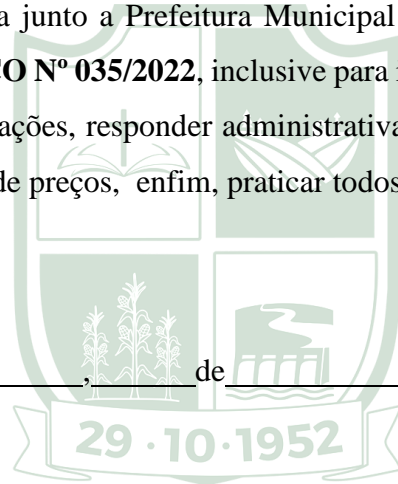 a junto a Prefeitura Municipal
O Nº 035/2022, inclusive para
ações, responder administrativa
de preços, enfim, praticar todos
, de
29 · 10 · 1952